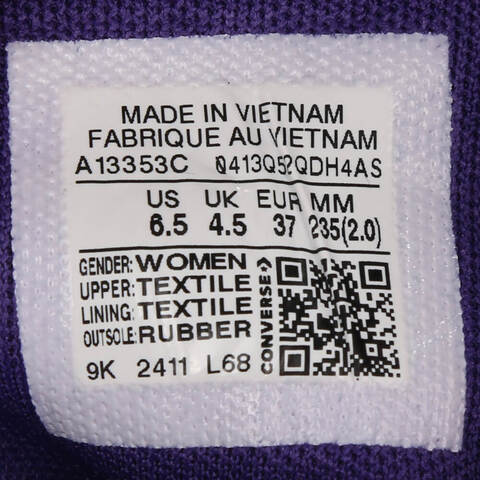 MADE IN VIETNAM
FABRIQUE AU VIETNAM
A13353C 0413Q52QDH4AS
US UK EUR MM
6.5 4.5 37 235(2.0)
GENDER: WOMEN
UPPER: TEXTILE
LINING: TEXTILE
OUTSOLE: RUBBER
9K 2411 L68
CONVERSE